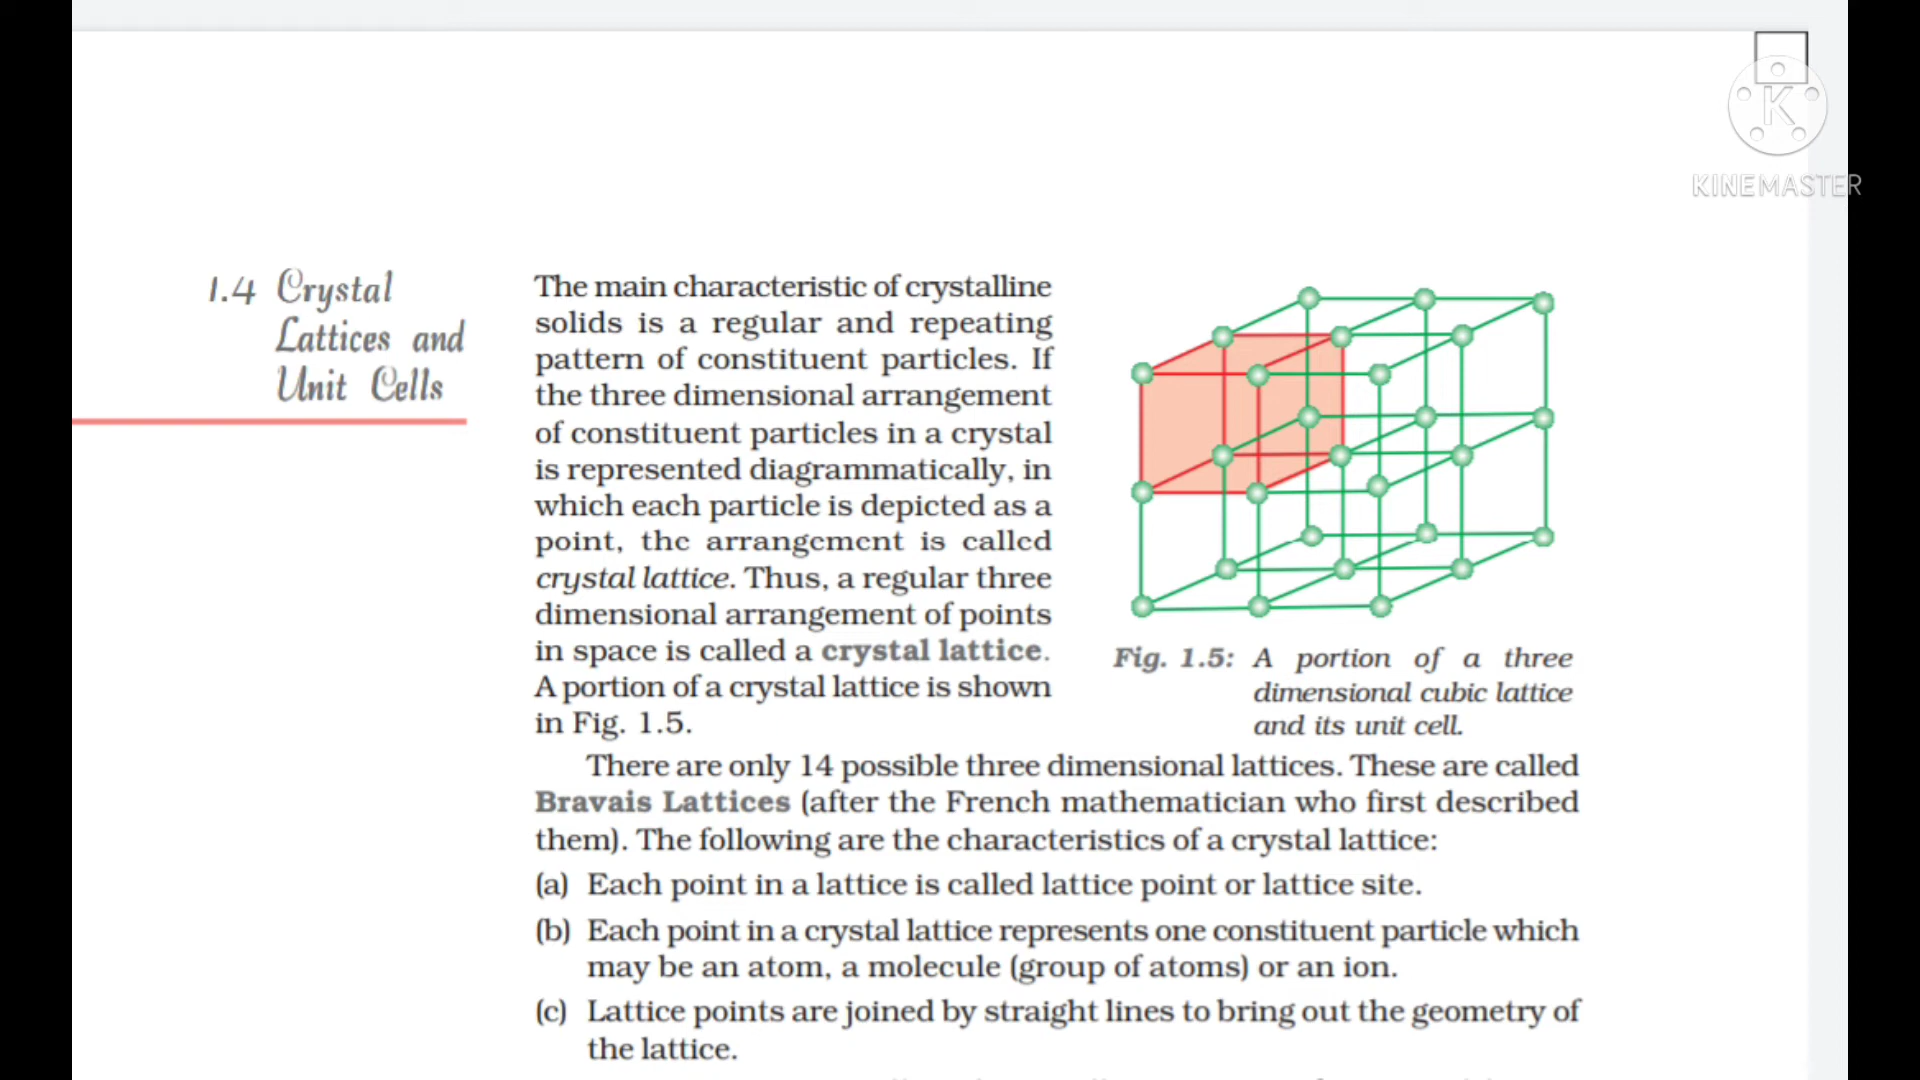 K
KINEMASTER
1.4 Crystal
Lattices and
Unit Cells
The main characteristic of crystalline
solids is a regular and repeating
pattern of constituent particles. If
the three dimensional arrangement
of constituent particles in a crystal
is represented diagrammatically, in
which each particle is depicted as a
point, the arrangement is called
crystal lattice. Thus, a regular three
dimensional arrangement of points
in space is called a crystal lattice.
A portion of a crystal lattice is shown
in Fig. 1.5.
Fig. 1.5: A portion of a three
dimensional cubic lattice
and its unit cell.
There are only 14 possible three dimensional lattices. These are called
Bravais Lattices (after the French mathematician who first described
them). The following are the characteristics of a crystal lattice:
(a) Each point in a lattice is called lattice point or lattice site.
(b) Each point in a crystal lattice represents one constituent particle which
may be an atom, a molecule (group of atoms) or an ion.
(c) Lattice points are joined by straight lines to bring out the geometry of
the lattice.